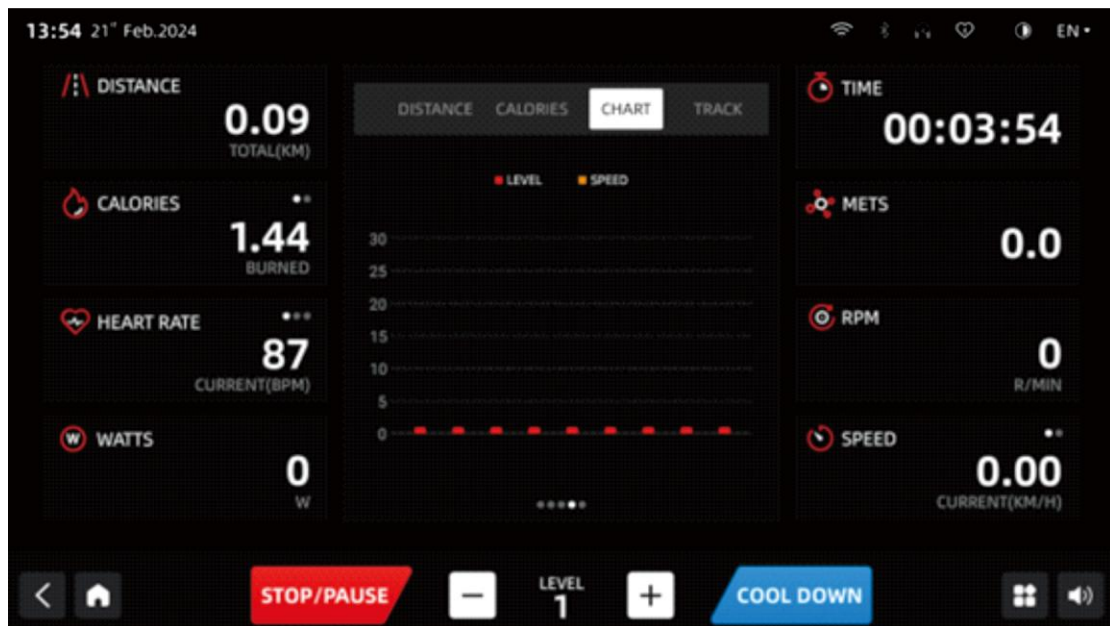 13:54 21st Feb.2024
EN
DISTANCE
0.09
TOTAL(KM)
CALORIES
1.44
BURNED
HEART RATE
87
CURRENT(BPM)
W WATTS
0
W
DISTANCE CALORIES CHART TRACK
LEVEL SPEED
30
25
20
15
10
5
0
TIME
00:03:54
METS
0.0
RPM
0
R/MIN
SPEED
0.00
CURRENT(KM/H)
STOP/PAUSE
LEVEL
1
COOL DOWN